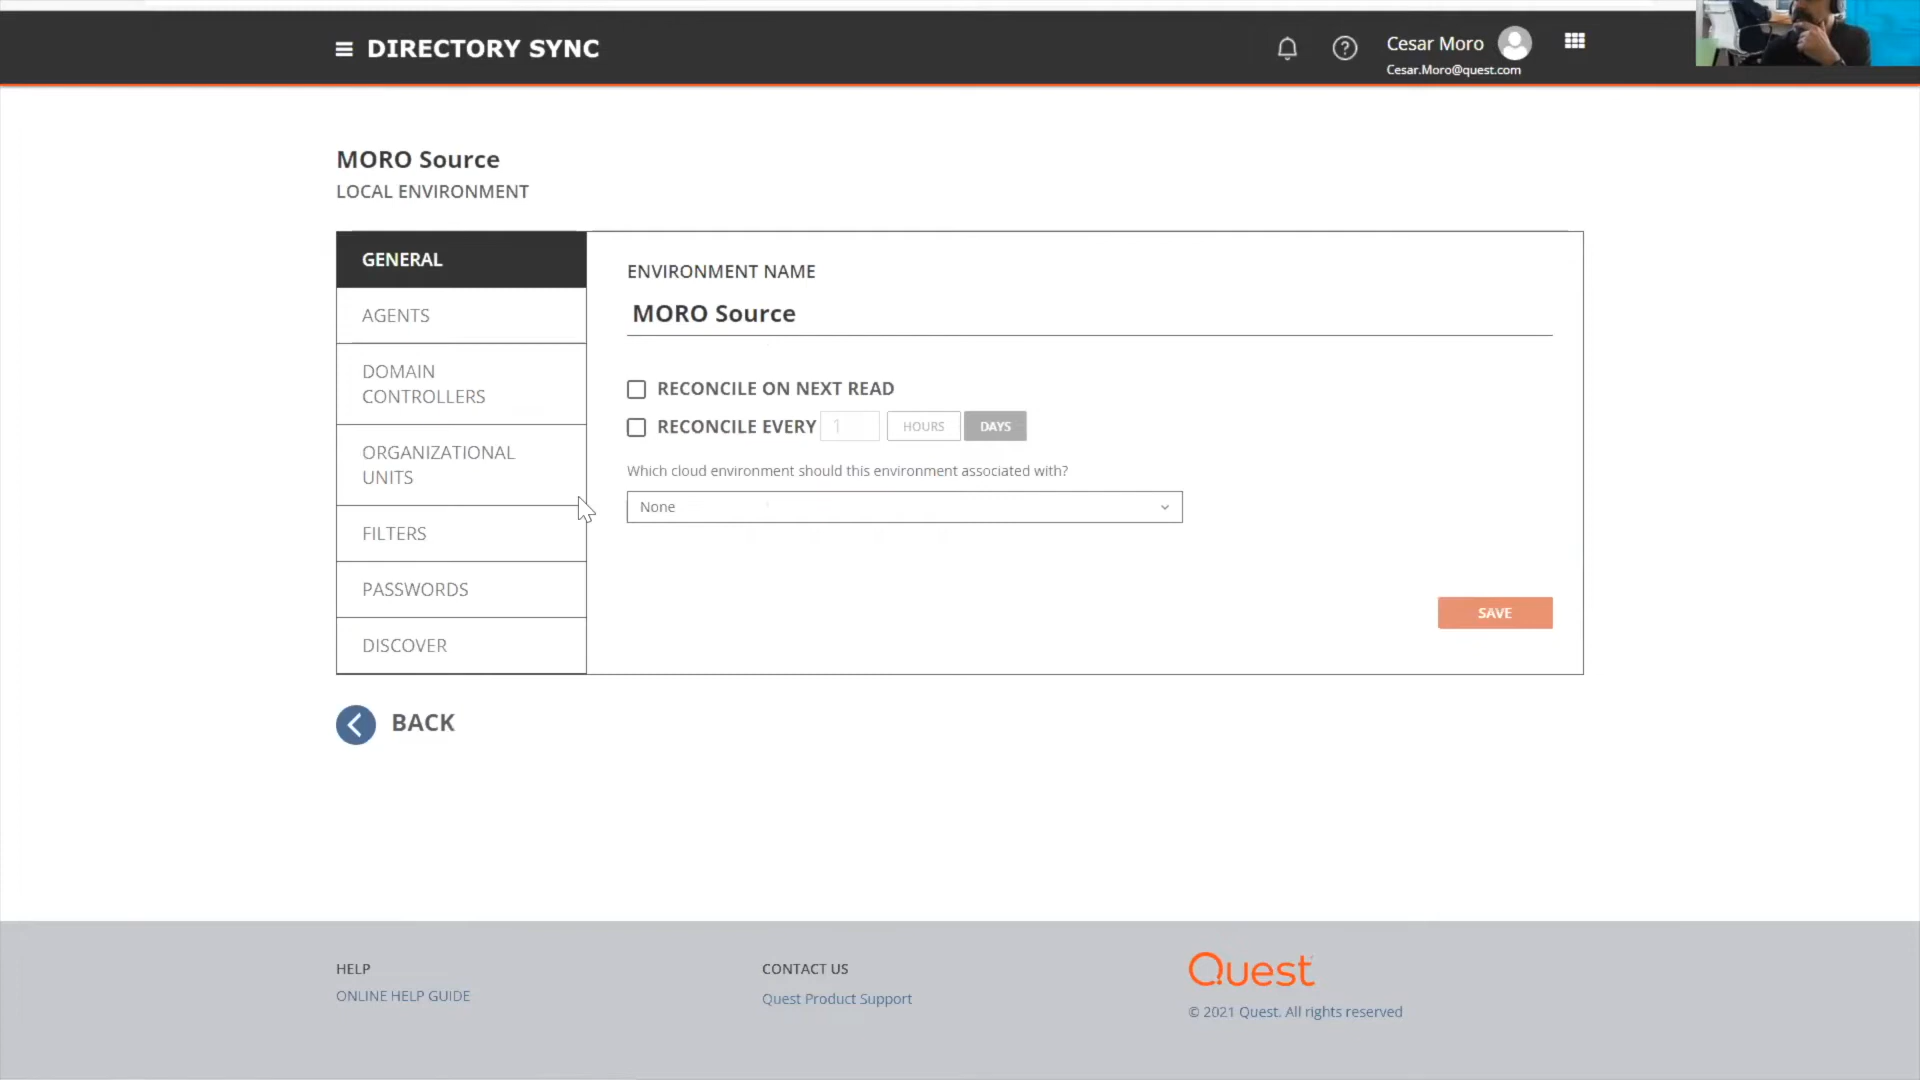 DIRECTORY SYNC
Cesar Moro
Cesar.Moro@quest.com
MORO Source
LOCAL ENVIRONMENT
GENERAL
AGENTS
DOMAIN
CONTROLLERS
ORGANIZATIONAL
UNITS
FILTERS
PASSWORDS
DISCOVER
ENVIRONMENT NAME
MORO Source
RECONCILE ON NEXT READ
RECONCILE EVERY 1 HOURS DAYS
Which cloud environment should this environment associated with?
None
SAVE
BACK
HELP
ONLINE HELP GUIDE
CONTACT US
Quest Product Support
Quest
© 2021 Quest. All rights reserved